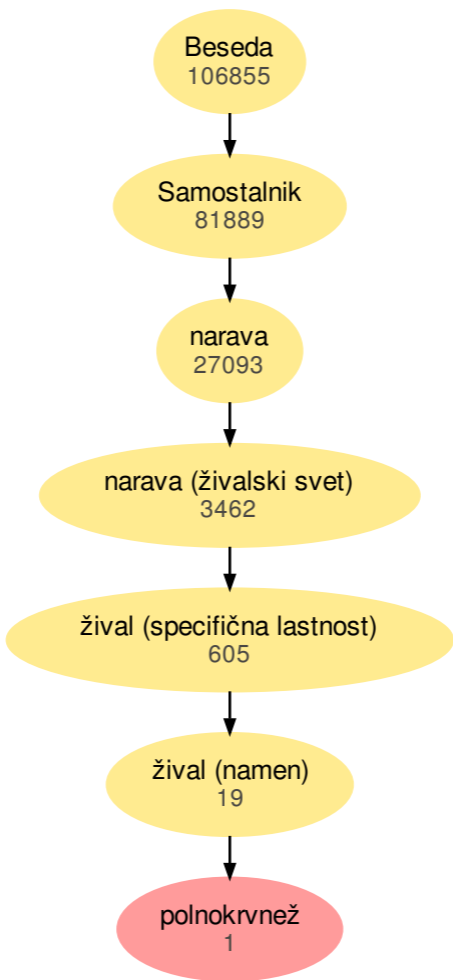 Beseda
106855
Samostalnik
81889
narava
27093
narava (živalski svet)
3462
žival (specifična lastnost)
605
žival (namen)
19
polnokrvnež
1